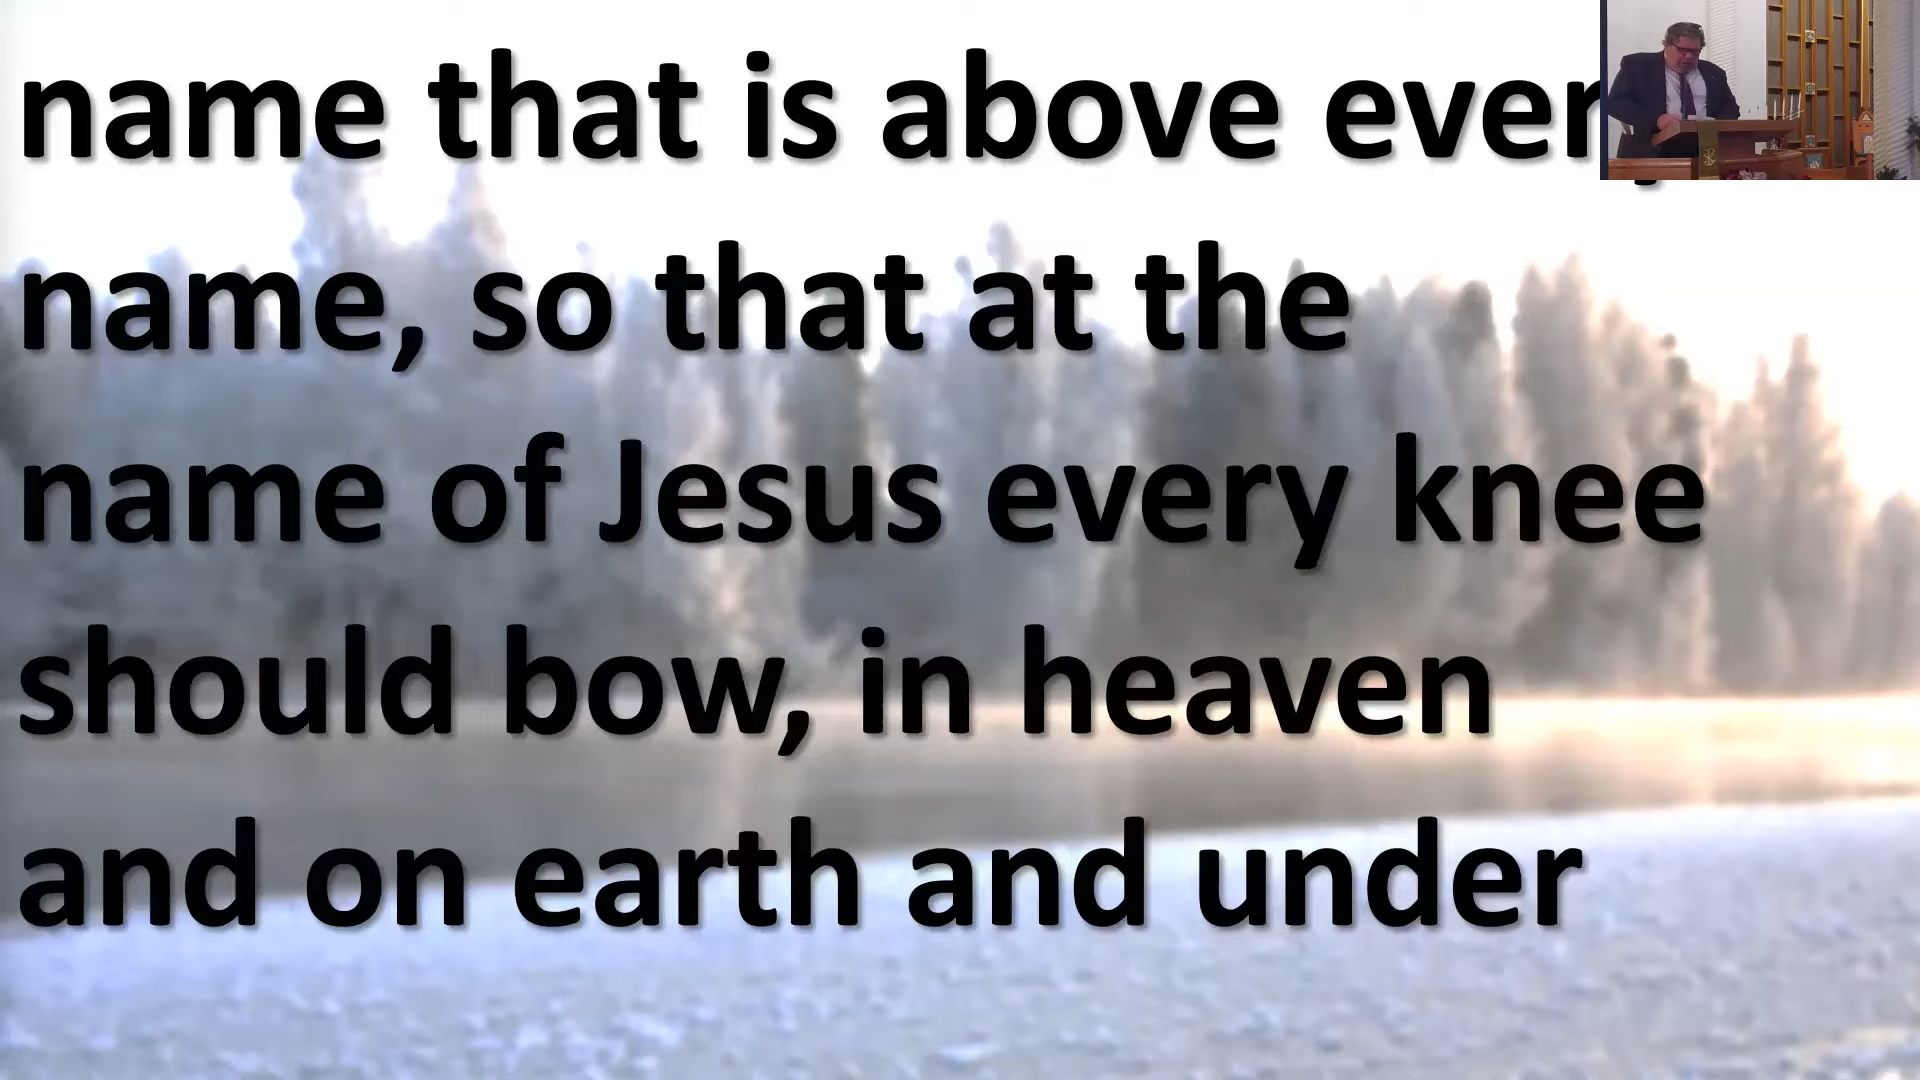 name that is above every
name, so that at the
name of Jesus every knee
should bow, in heaven
and on earth and under